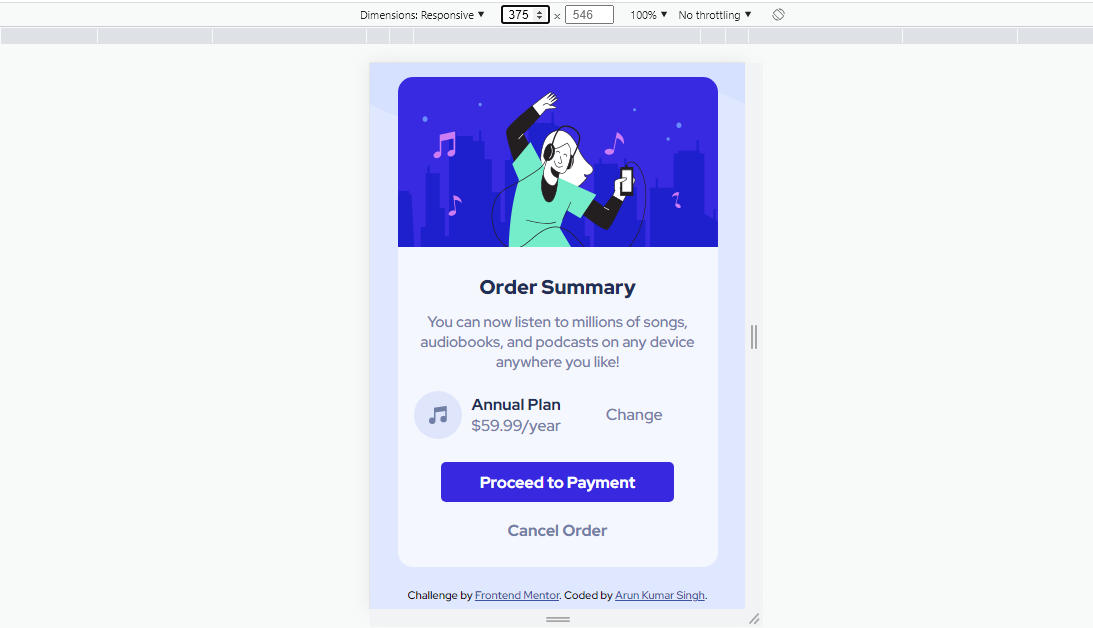 Dimensions: Responsive ▼ 375 × 546 100% ▼ No throttling ▼
Order Summary
You can now listen to millions of songs,
audiobooks, and podcasts on any device
anywhere you like!
Annual Plan
$59.99/year
Change
Proceed to Payment
Cancel Order
Challenge by Frontend Mentor. Coded by Arun Kumar Singh.